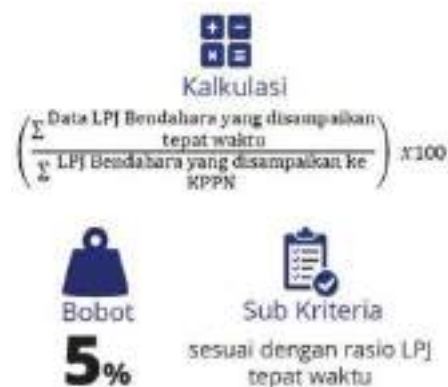 Kalkulasi
( Σ Data LPJ Bendahara yang disampaikan
tepat waktu
Σ LPJ Bendahara yang disampaikan ke
KPPN ) X100
Bobot
5%
Sub Kriteria
sesuai dengan rasio LPJ
tepat waktu